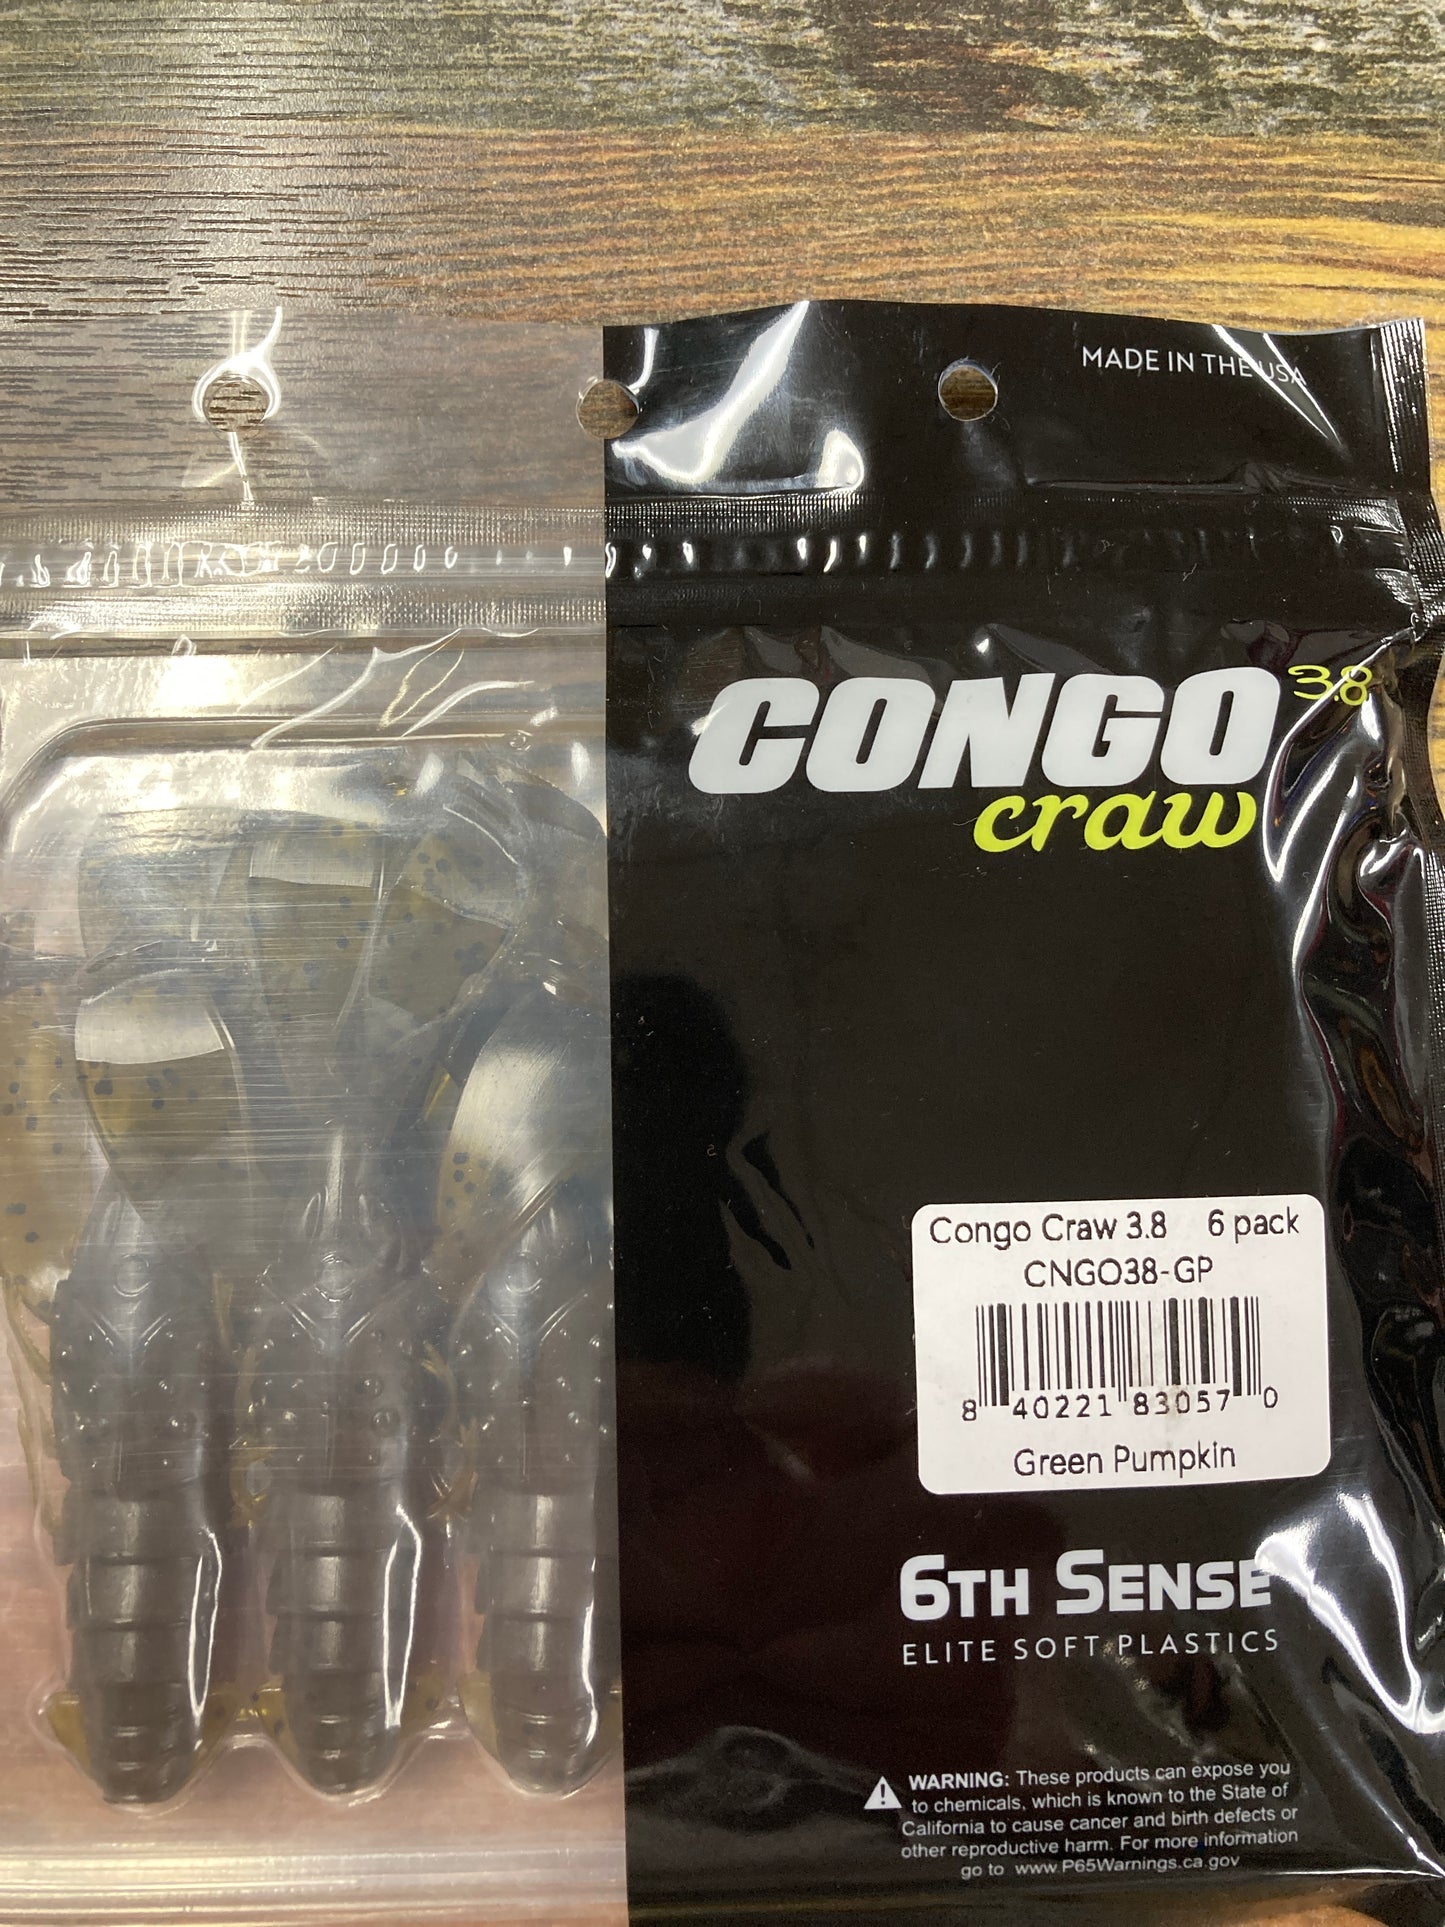 MADE IN THE USA
CONGO 3.8
craw
Congo Craw 3.8 6 pack
CNGO38-GP
8 40221 83057 0
Green Pumpkin
6TH SENSE
ELITE SOFT PLASTICS
WARNING: These products can expose you
to chemicals, which is known to the State of
California to cause cancer and birth defects or
other reproductive harm. For more information
go to www.P65Warnings.ca.gov